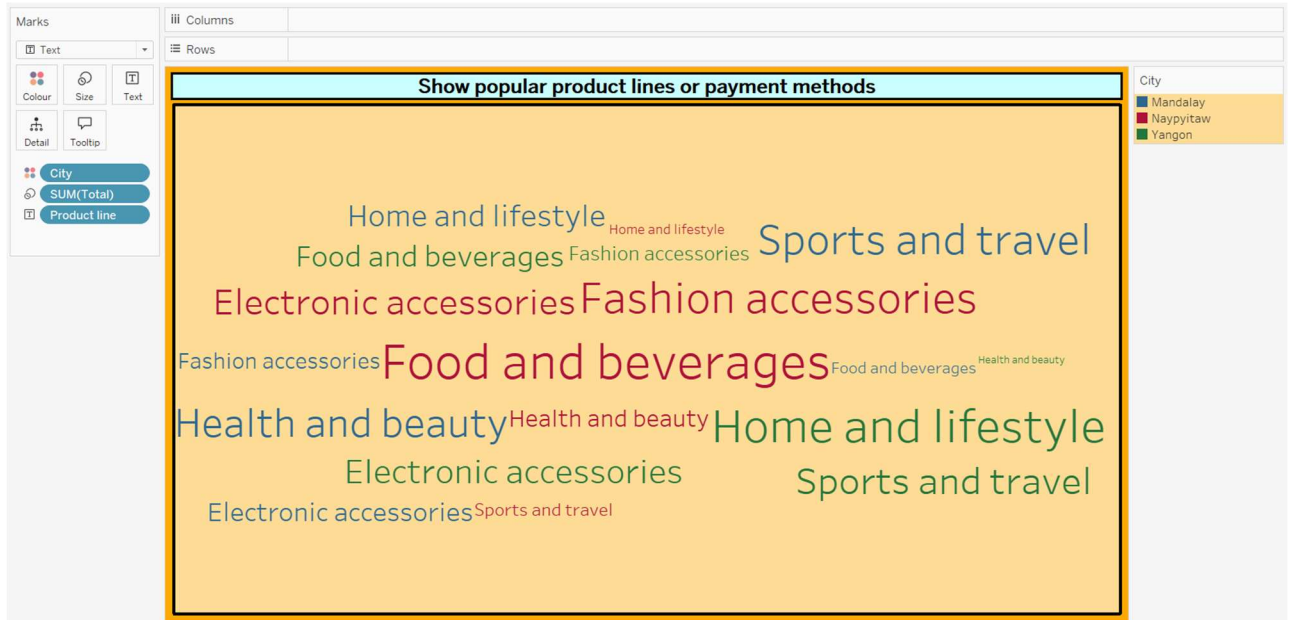 Marks
Text
Colour Size Text
Detail Tooltip
City
SUM(Total)
Product line
Columns
Rows
Show popular product lines or payment methods
Home and lifestyle Home and lifestyle Sports and travel
Food and beverages Fashion accessories
Electronic accessories Fashion accessories
Fashion accessories Food and beverages Food and beverages Health and beauty
Health and beauty Health and beauty Home and lifestyle
Electronic accessories Sports and travel
Electronic accessories Sports and travel
City
Mandalay
Naypyitaw
Yangon